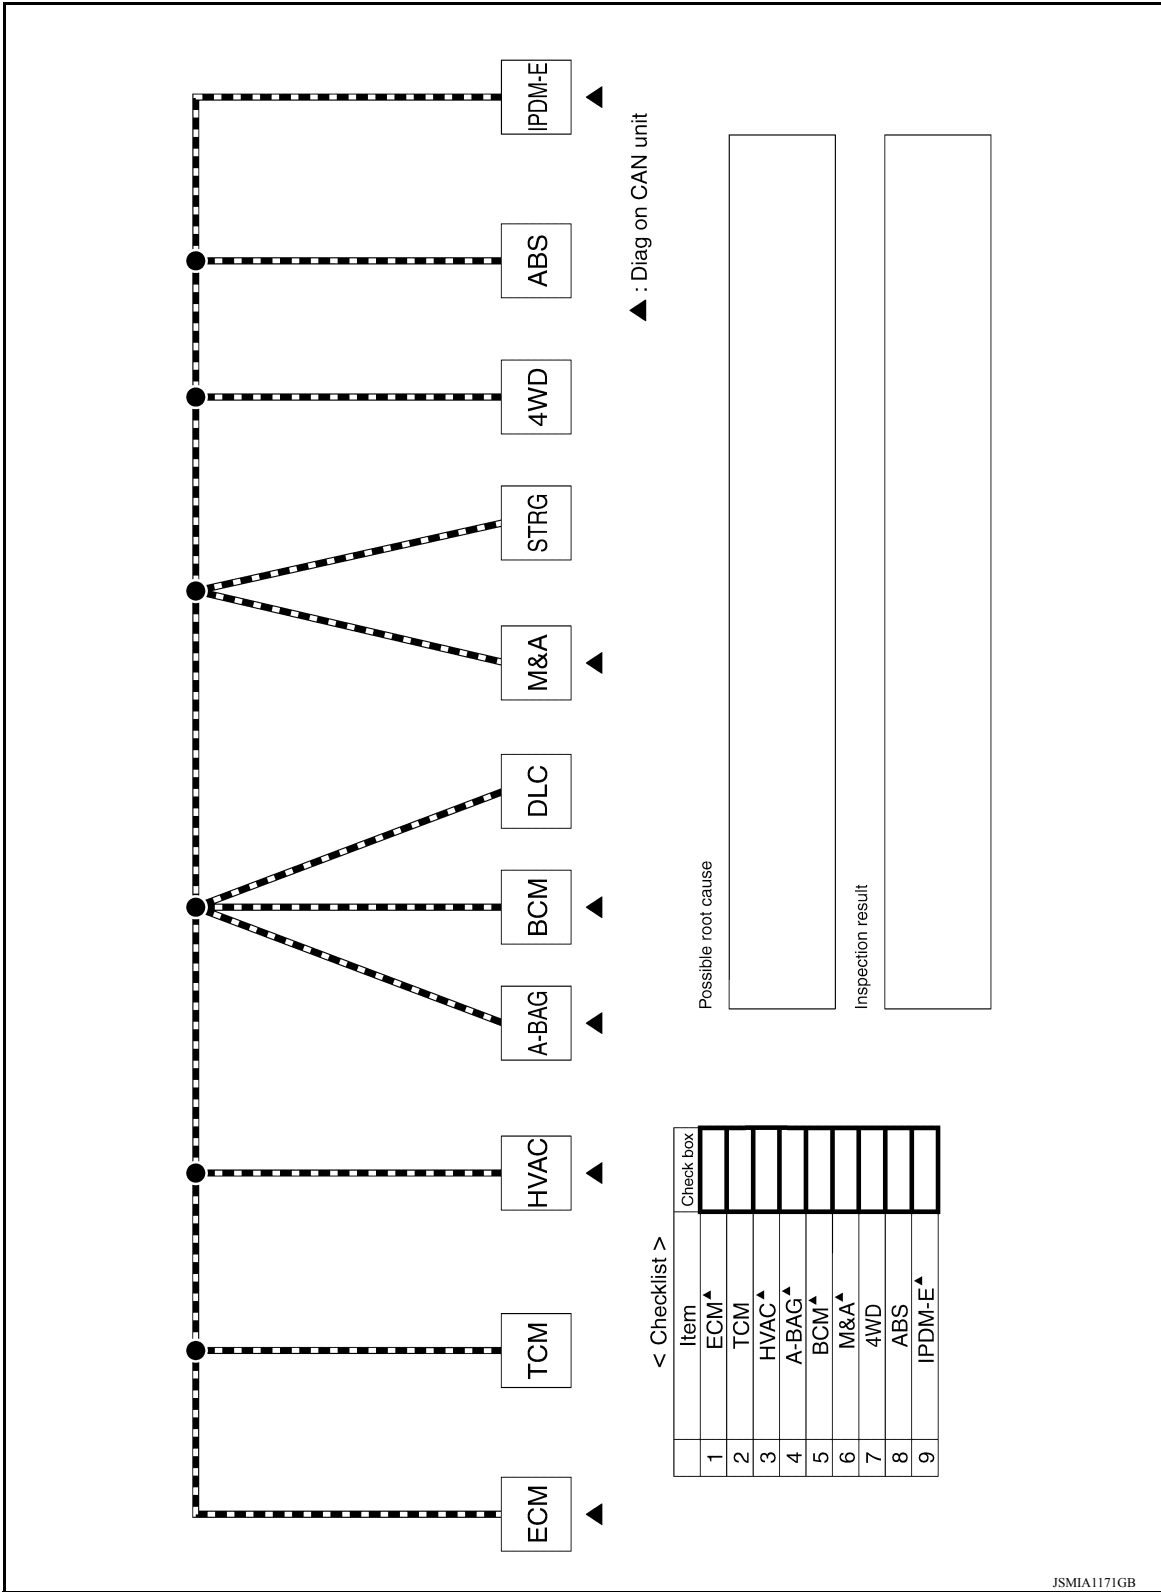 ECM
TCM
HVAC
A-BAG
BCM
DLC
M&A
STRG
4WD
ABS
IPDM-E
▲ : Diag on CAN unit
< Checklist >
Item Check box
1 ECM▲
2 TCM
3 HVAC▲
4 A-BAG▲
5 BCM▲
6 M&A▲
7 4WD
8 ABS
9 IPDM-E▲
Possible root cause
Inspection result
JSMIA1171GB